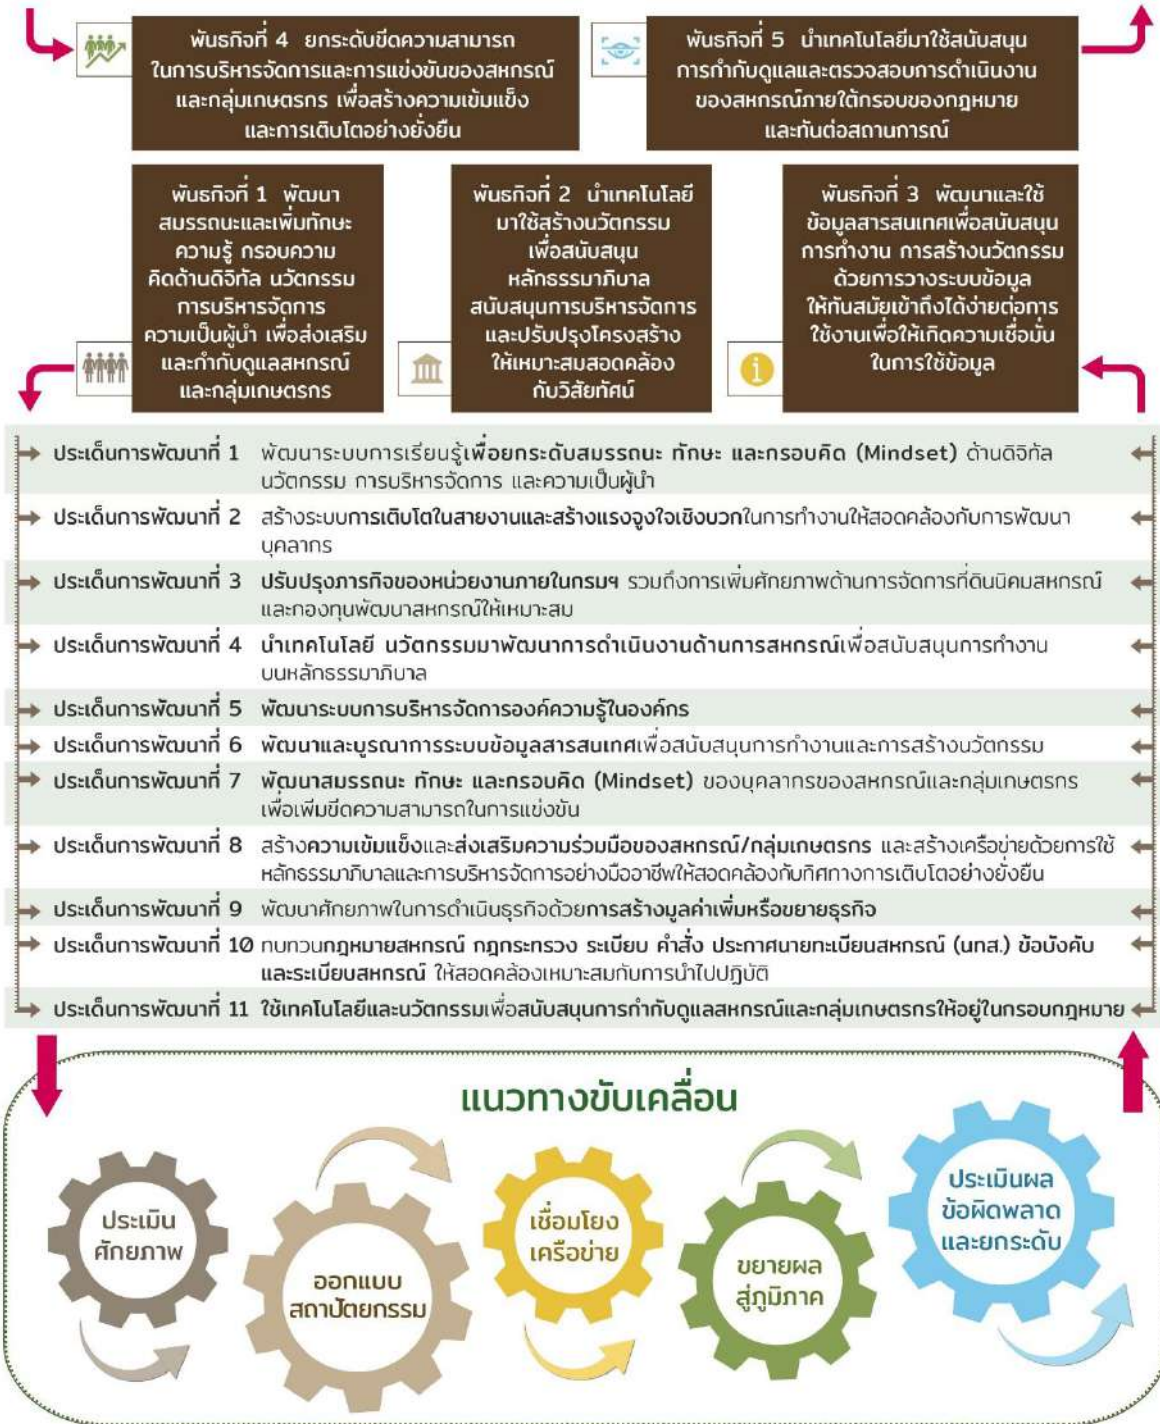 พันธกิจที่ 4 ยกระดับขีดความสามารถ
ในการบริหารจัดการและการแข่งขันของสหกรณ์
และกลุ่มเกษตรกร เพื่อสร้างความเข้มแข็ง
และการเติบโตอย่างยั่งยืน
พันธกิจที่ 5 นำเทคโนโลยีมาใช้สนับสนุน
การกำกับดูแลและตรวจสอบการดำเนินงาน
ของสหกรณ์ภายใต้กรอบของกฎหมาย
และทันต่อสถานการณ์
พันธกิจที่ 1 พัฒนา
สมรรถนะและเพิ่มทักษะ
ความรู้ กรอบความ
คิดด้านดิจิทัล นวัตกรรม
การบริหารจัดการ
ความเป็นผู้นำ เพื่อส่งเสริม
และกำกับดูแลสหกรณ์
และกลุ่มเกษตรกร
พันธกิจที่ 2 นำเทคโนโลยี
มาใช้สร้างนวัตกรรม
เพื่อสนับสนุน
หลักธรรมาภิบาล
สนับสนุนการบริหารจัดการ
และปรับปรุงโครงสร้าง
ให้เหมาะสมสอดคล้อง
กับวิสัยทัศน์
พันธกิจที่ 3 พัฒนาและใช้
ข้อมูลสารสนเทศเพื่อสนับสนุน
การทำงาน การสร้างนวัตกรรม
ด้วยการวางระบบข้อมูล
ให้ทันสมัยเข้าถึงได้ง่ายต่อการ
ใช้งานเพื่อให้เกิดความเชื่อมั่น
ในการใช้ข้อมูล
ประเด็นการพัฒนาที่ 1 พัฒนาระบบการเรียนรู้เพื่อยกระดับสมรรถนะ ทักษะ และกรอบคิด (Mindset) ด้านดิจิทัล
นวัตกรรม การบริหารจัดการ และความเป็นผู้นำ
ประเด็นการพัฒนาที่ 2 สร้างระบบการเติบโตในสายงานและสร้างแรงจูงใจเชิงบวกในการทำงานให้สอดคล้องกับการพัฒนา
บุคลากร
ประเด็นการพัฒนาที่ 3 ปรับปรุงภารกิจของหน่วยงานภายในกรมฯ รวมถึงการเพิ่มศักยภาพด้านการจัดการที่ดินนิคมสหกรณ์
และกองทุนพัฒนาสหกรณ์ให้เหมาะสม
ประเด็นการพัฒนาที่ 4 นำเทคโนโลยี นวัตกรรมมาพัฒนาการดำเนินงานด้านการสหกรณ์เพื่อสนับสนุนการทำงาน
บนหลักธรรมาภิบาล
ประเด็นการพัฒนาที่ 5 พัฒนาระบบการบริหารจัดการองค์ความรู้ในองค์กร
ประเด็นการพัฒนาที่ 6 พัฒนาและบูรณาการระบบข้อมูลสารสนเทศเพื่อสนับสนุนการทำงานและการสร้างนวัตกรรม
ประเด็นการพัฒนาที่ 7 พัฒนาสมรรถนะ ทักษะ และกรอบคิด (Mindset) ของบุคลากรของสหกรณ์และกลุ่มเกษตรกร
เพื่อเพิ่มขีดความสามารถในการแข่งขัน
ประเด็นการพัฒนาที่ 8 สร้างความเข้มแข็งและส่งเสริมความร่วมมือของสหกรณ์/กลุ่มเกษตรกร และสร้างเครือข่ายด้วยการใช้
หลักธรรมาภิบาลและการบริหารจัดการอย่างมืออาชีพให้สอดคล้องกับทิศทางการเติบโตอย่างยั่งยืน
ประเด็นการพัฒนาที่ 9 พัฒนาศักยภาพในการดำเนินธุรกิจด้วยการสร้างมูลค่าเพิ่มหรือขยายธุรกิจ
ประเด็นการพัฒนาที่ 10 ทบทวนกฎหมายสหกรณ์ กฎกระทรวง ระเบียบ คำสั่ง ประกาศนายทะเบียนสหกรณ์ (นทส.) ข้อบังคับ
และระเบียบสหกรณ์ ให้สอดคล้องเหมาะสมกับการนำไปปฏิบัติ
ประเด็นการพัฒนาที่ 11 ใช้เทคโนโลยีและนวัตกรรมเพื่อสนับสนุนการกำกับดูแลสหกรณ์และกลุ่มเกษตรกรให้อยู่ในกรอบกฎหมาย
แนวทางขับเคลื่อน
ประเมิน
ศักยภาพ
ออกแบบ
สถาปัตยกรรม
เชื่อมโยง
เครือข่าย
ขยายผล
สู่ภูมิภาค
ประเมินผล
ข้อผิดพลาด
และยกระดับ